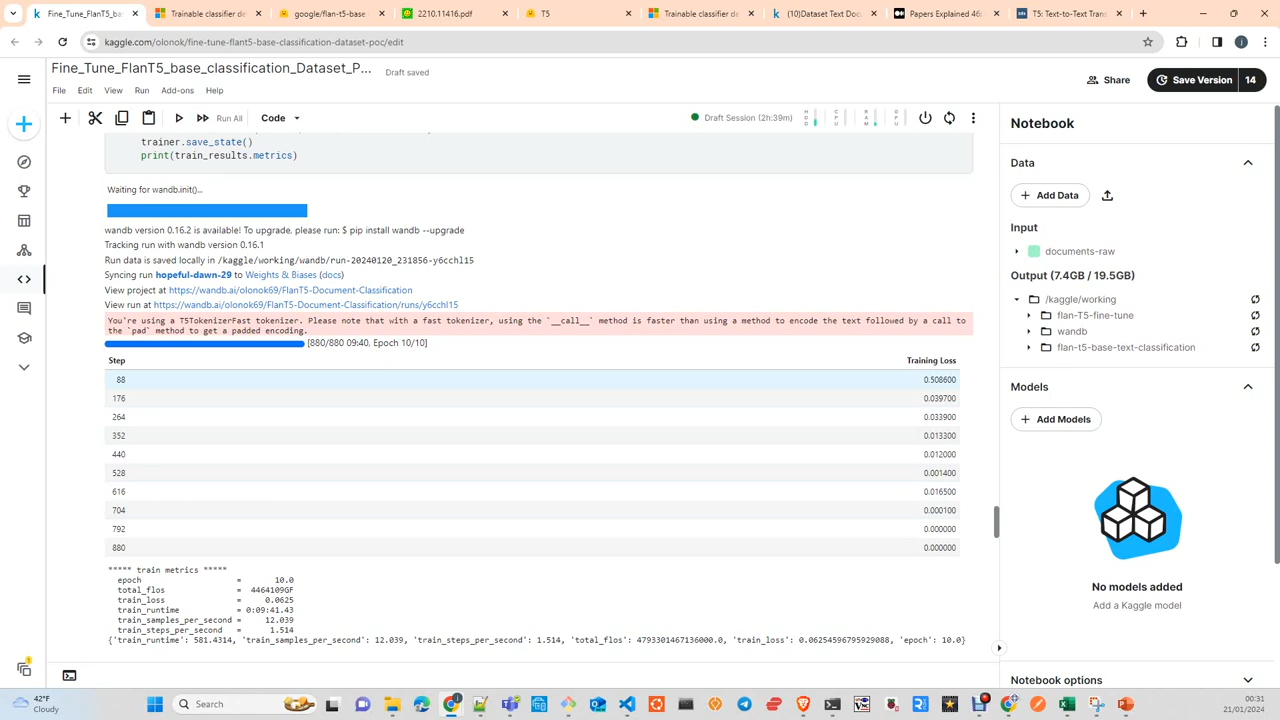 Fine_Tune_FlanT5_bas
Trainable classifier de
google/flan-t5-base
2210.11416.pdf
T5
Trainable classifier de
(10)Dataset Text Doc
Papers Explained 46:
T5: Text-to-Text Tran
kaggle.com/olonok/fine-tune-flant5-base-classification-dataset-poc/edit
Fine_Tune_FlanT5_base_classification_Dataset_P...
Draft saved
Share
Save Version
14
File Edit View Run Add-ons Help
Run All
Code
Draft Session (2h:39m)
HDD
CPU
RAM
GPU
Notebook
trainer.save_state()
print(train_results.metrics)
Data
Waiting for wandb.init()...
Add Data
wandb version 0.16.2 is available! To upgrade, please run: $ pip install wandb --upgrade
Tracking run with wandb version 0.16.1
Run data is saved locally in /kaggle/working/wandb/run-20240120_231856-y6cchl15
Syncing run hopeful-dawn-29 to Weights & Biases (docs)
View project at https://wandb.ai/olonok69/FlanT5-Document-Classification
View run at https://wandb.ai/olonok69/FlanT5-Document-Classification/runs/y6cchl15
You're using a T5TokenizerFast tokenizer. Please note that with a fast tokenizer, using the `__call__` method is faster than using a method to encode the text followed by a call to
the `pad` method to get a padded encoding.
[880/880 09:40, Epoch 10/10]
Step Training Loss
88 0.508600
176 0.039700
264 0.033900
352 0.013300
440 0.012000
528 0.001400
616 0.016500
704 0.000100
792 0.000000
880 0.000000
***** train metrics *****
epoch = 10.0
total_flos = 4464109GF
train_loss = 0.0625
train_runtime = 0:09:41.43
train_samples_per_second = 12.039
train_steps_per_second = 1.514
{'train_runtime': 581.4314, 'train_samples_per_second': 12.039, 'train_steps_per_second': 1.514, 'total_flos': 4793301467136000.0, 'train_loss': 0.06254596795929088, 'epoch': 10.0}
Input
documents-raw
Output (7.4GB / 19.5GB)
/kaggle/working
flan-T5-fine-tune
wandb
flan-t5-base-text-classification
Models
Add Models
No models added
Add a Kaggle model
Notebook options
42°F
Cloudy
Search
00:31
21/01/2024